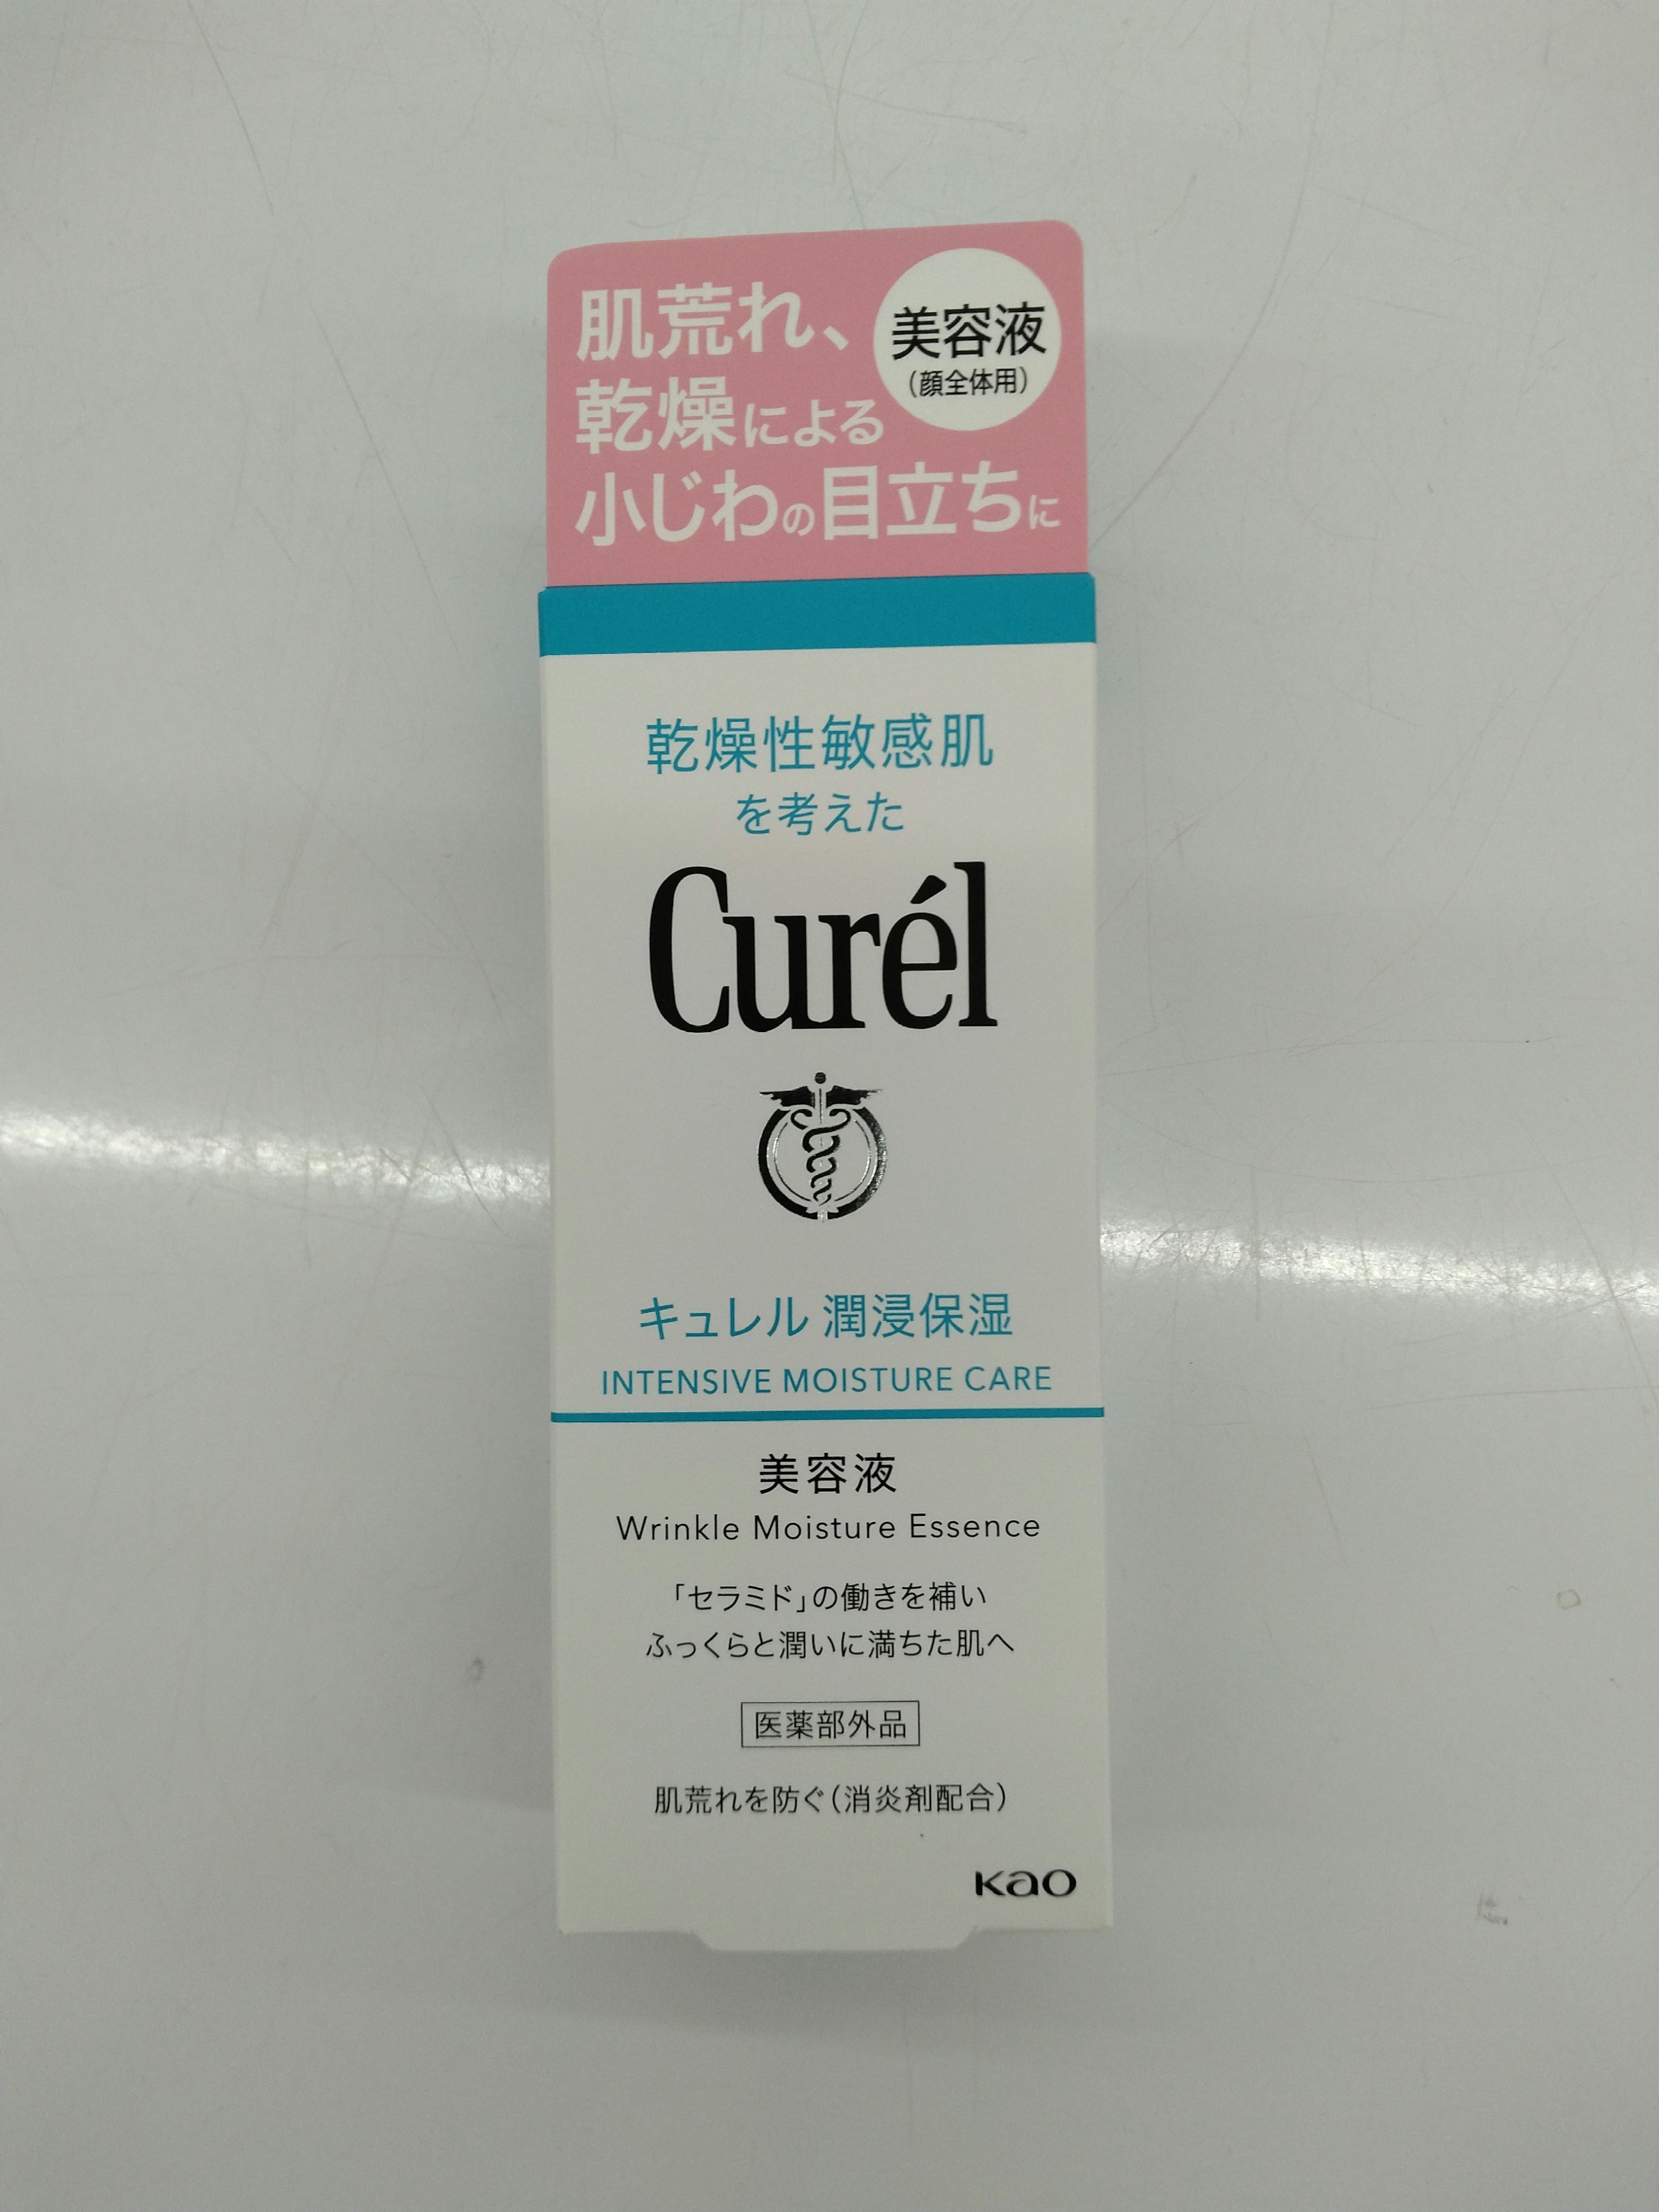 肌荒れ、
乾燥による
小じわの目立ちに
美容液
(顔全体用)
乾燥性敏感肌
を考えた
Curél
キュレル 潤浸保湿
INTENSIVE MOISTURE CARE
美容液
Wrinkle Moisture Essence
「セラミド」の働きを補い
ふっくらと潤いに満ちた肌へ
医薬部外品
肌荒れを防ぐ(消炎剤配合)
Kao